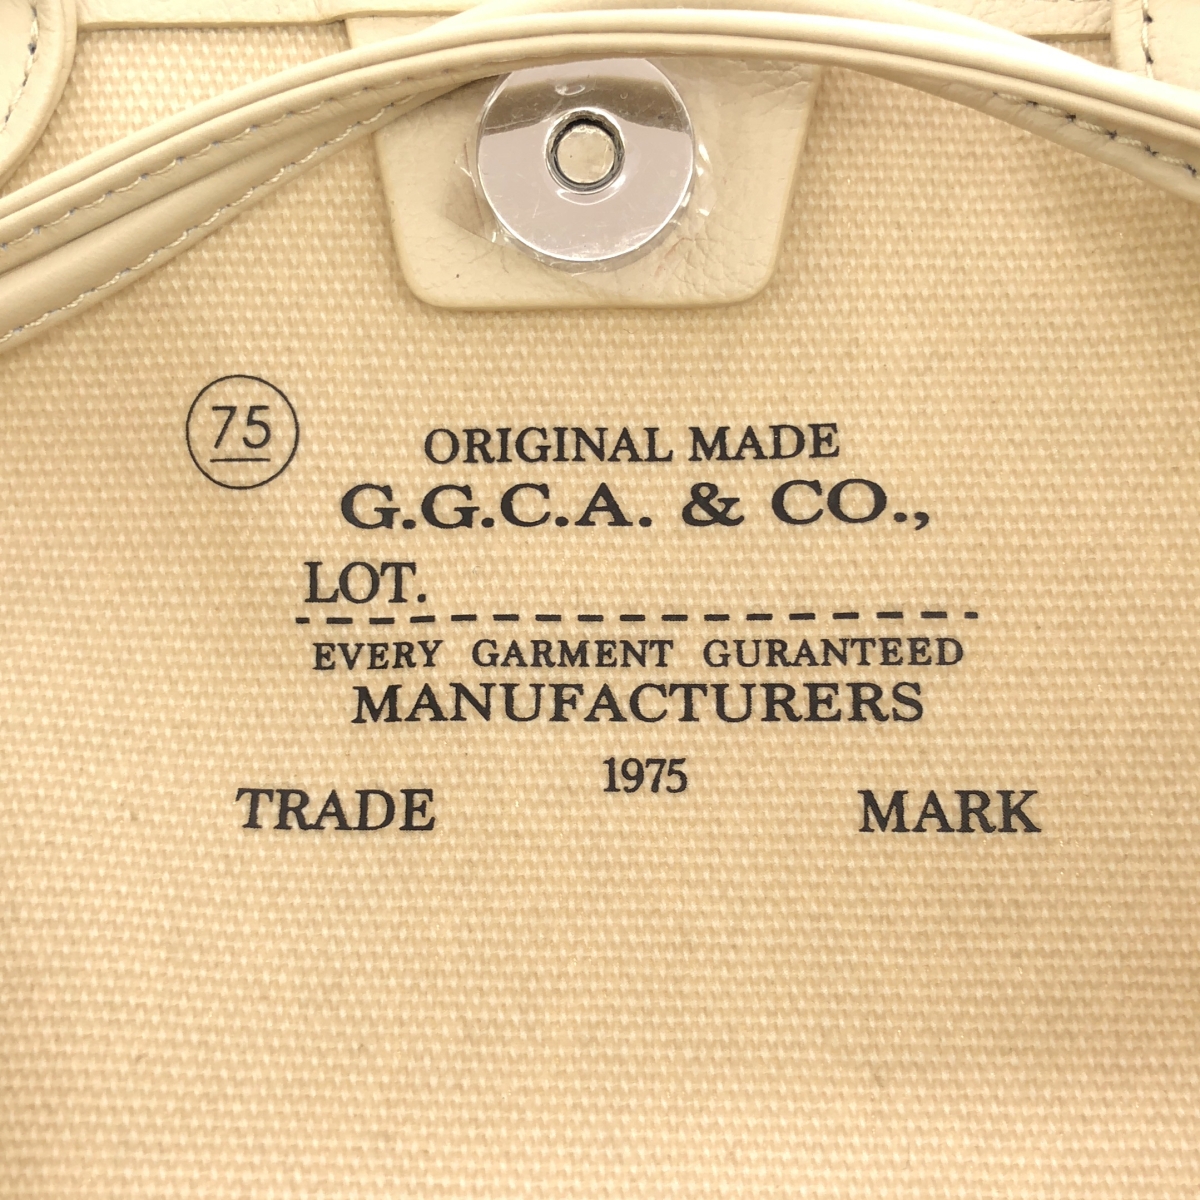 75
ORIGINAL MADE
G.G.C.A. & CO.,
LOT.
EVERY GARMENT GURANTEED
MANUFACTURERS
1975
TRADE MARK